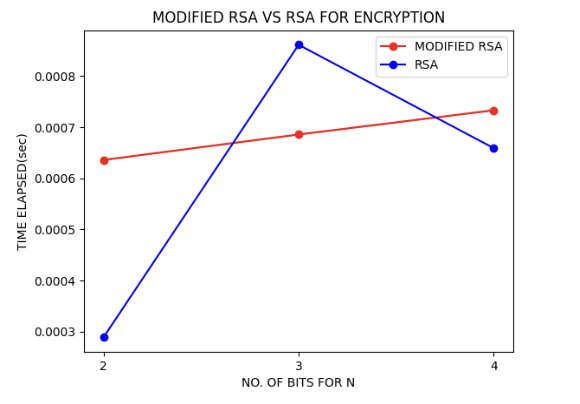 MODIFIED RSA VS RSA FOR ENCRYPTION
MODIFIED RSA
RSA
0.0008
0.0007
0.0006
0.0005
0.0004
0.0003
TIME ELAPSED(sec)
2 3 4
NO. OF BITS FOR N